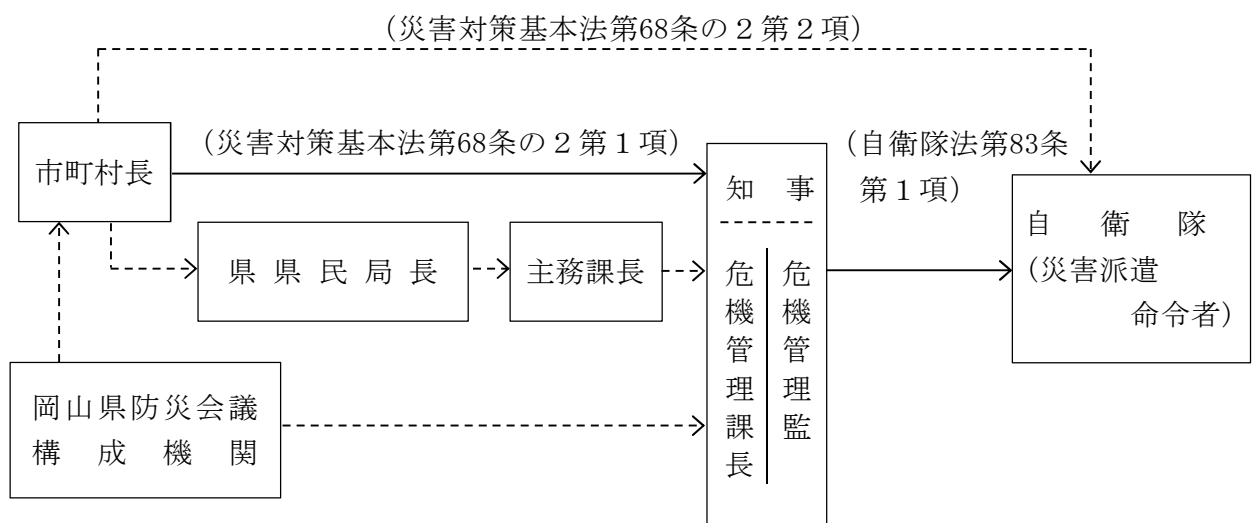 (災害対策基本法第68条の２第２項)
(災害対策基本法第68条の２第１項)
(自衛隊法第83条
第１項)
市町村長
知　事
自　衛　隊
(災害派遣
命令者)
県県民局長
主務課長
危機管理課長
危機管理監
岡山県防災会議
構成機関